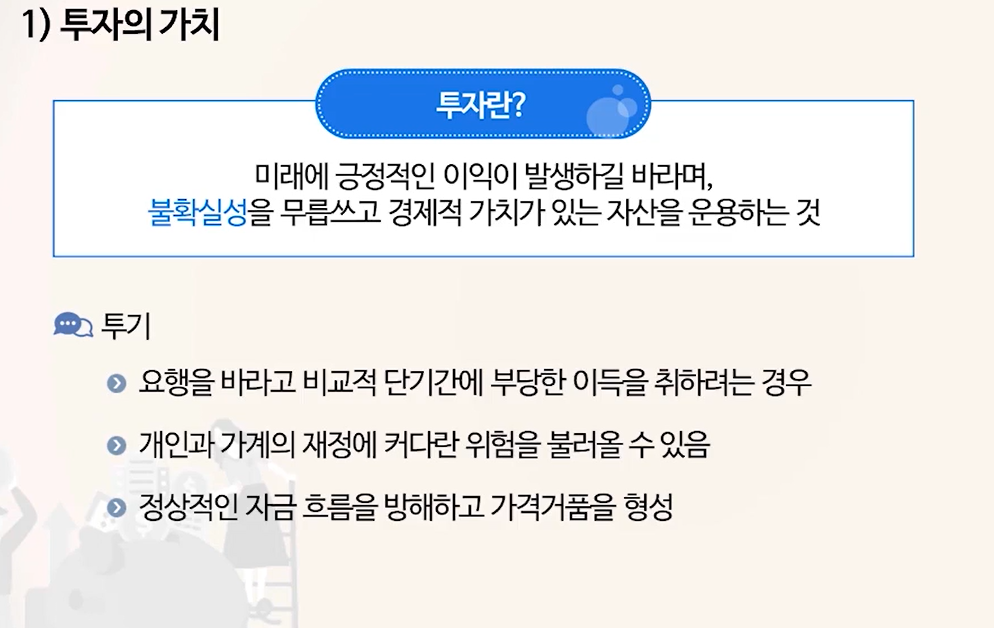 1) 투자의 가치
투자란?
미래에 긍정적인 이익이 발생하길 바라며,
불확실성을 무릅쓰고 경제적 가치가 있는 자산을 운용하는 것
투기
요행을 바라고 비교적 단기간에 부당한 이득을 취하려는 경우
개인과 가계의 재정에 커다란 위험을 불러올 수 있음
정상적인 자금 흐름을 방해하고 가격거품을 형성